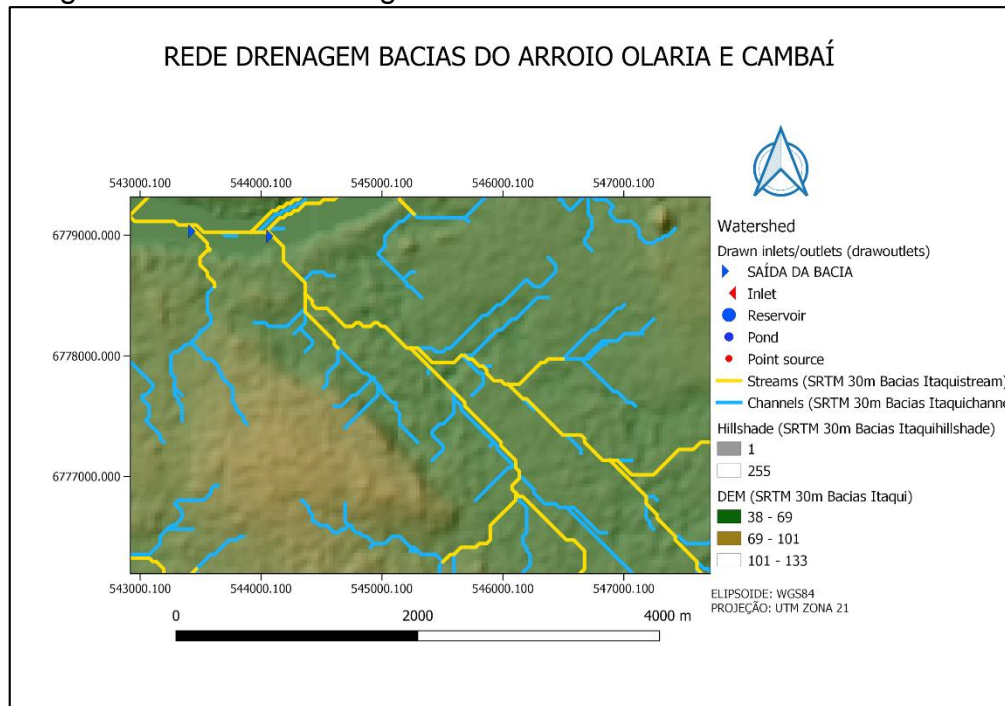 REDE DRENAGEM BACIAS DO ARROIO OLARIA E CAMBAÍ
543000.100 544000.100 545000.100 546000.100 547000.100
6779000.000
6778000.000
6777000.000
543000.100 544000.100 545000.100 546000.100 547000.100
0 2000 4000 m
Watershed
Drawn inlets/outlets (drawoutlets)
SAÍDA DA BACIA
Inlet
Reservoir
Pond
Point source
Streams (SRTM 30m Bacias Itaquistream)
Channels (SRTM 30m Bacias Itaquichanne
Hillshade (SRTM 30m Bacias Itaquihillshade)
1
255
DEM (SRTM 30m Bacias Itaqui)
38 - 69
69 - 101
101 - 133
ELIPSOIDE: WGS84
PROJEÇÃO: UTM ZONA 21